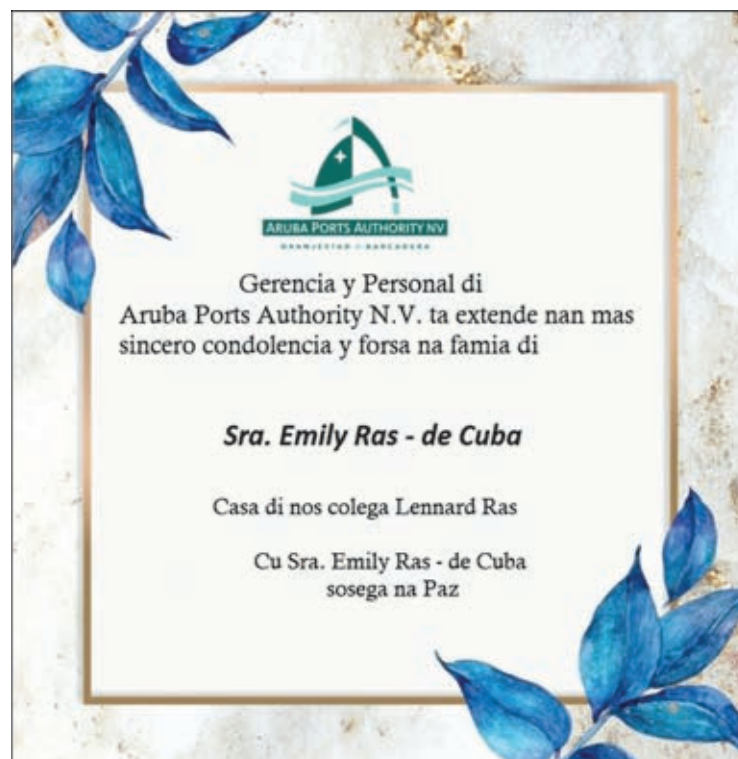 ARUBA PORTS AUTHORITY NV
ORANJESTAD - BARCADERA
Gerencia y Personal di
Aruba Ports Authority N.V. ta extende nan mas
sincero condolencia y forsa na famia di
Sra. Emily Ras - de Cuba
Casa di nos colega Lennard Ras
Cu Sra. Emily Ras - de Cuba
sosega na Paz